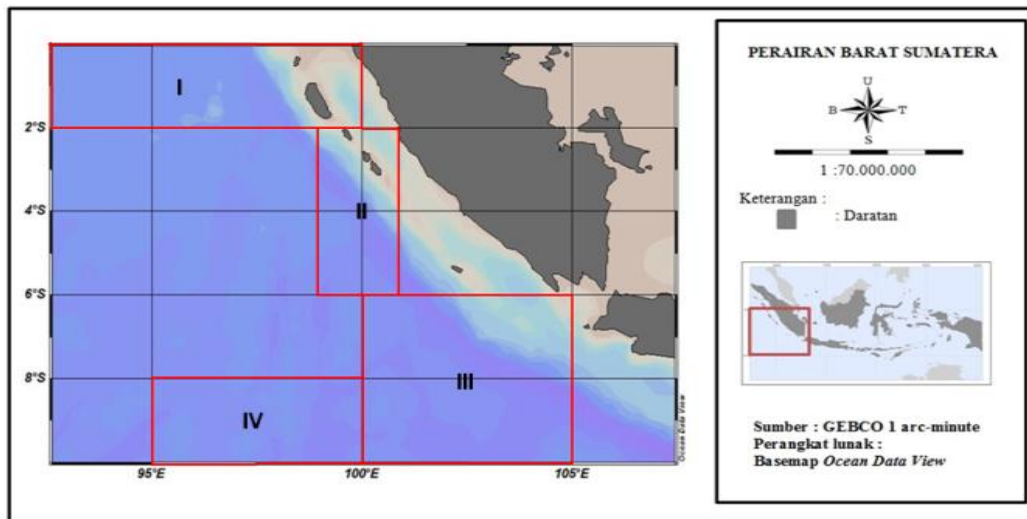 I
2°S
II
4°S
6°S
III
8°S
IV
95°E
100°E
105°E
Ocean Data View
PERAIRAN BARAT SUMATERA
U
B
T
S
1 :70.000.000
Keterangan :
: Daratan
Sumber : GEBCO 1 arc-minute
Perangkat lunak :
Basemap Ocean Data View